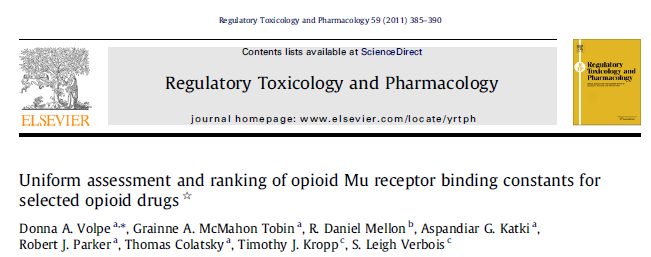 Regulatory Toxicology and Pharmacology 59 (2011) 385–390
Contents lists available at ScienceDirect
Regulatory Toxicology and Pharmacology
journal homepage: www.elsevier.com/locate/yrtph
ELSEVIER
Regulatory
Toxicology and
Pharmacology
Uniform assessment and ranking of opioid Mu receptor binding constants for
selected opioid drugs ☆
Donna A. Volpe a,*, Grainne A. McMahon Tobin a, R. Daniel Mellon b, Aspandiar G. Katki a,
Robert J. Parker a, Thomas Colatsky a, Timothy J. Kropp c, S. Leigh Verbois c